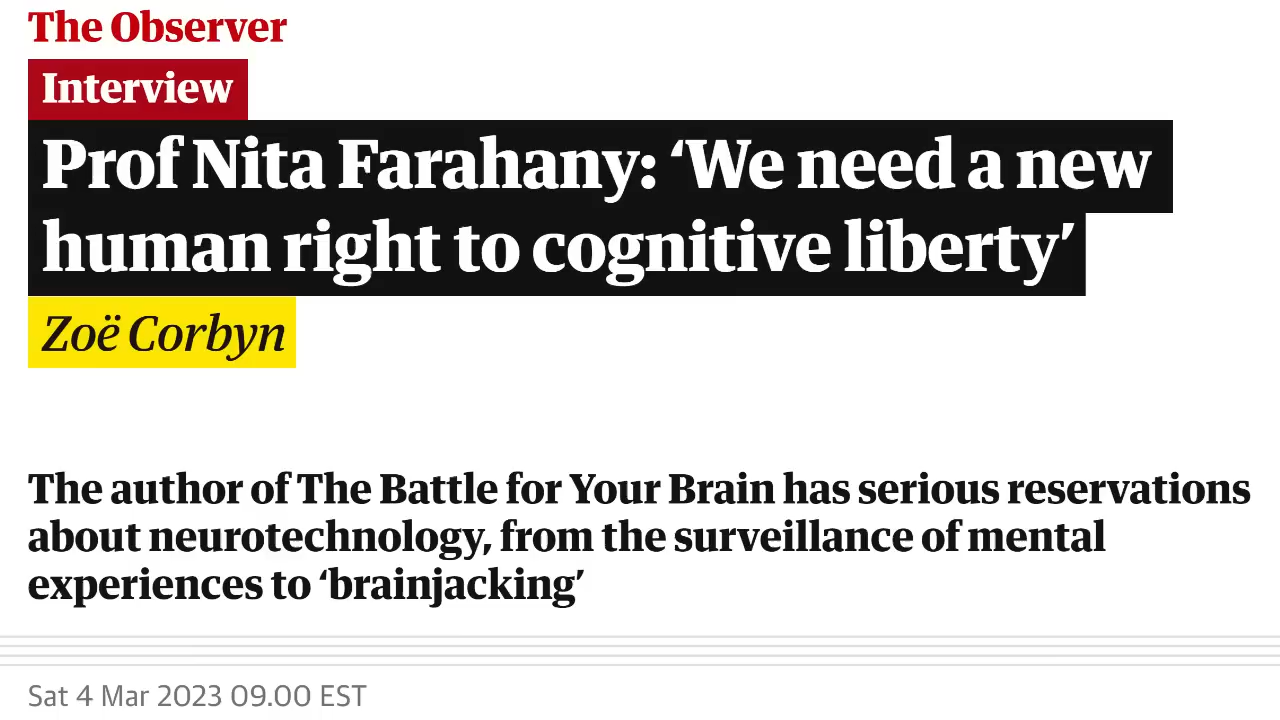 The Observer
Interview
Prof Nita Farahany: ‘We need a new
human right to cognitive liberty’
Zoë Corbyn
The author of The Battle for Your Brain has serious reservations
about neurotechnology, from the surveillance of mental
experiences to ‘brainjacking’
Sat 4 Mar 2023 09.00 EST